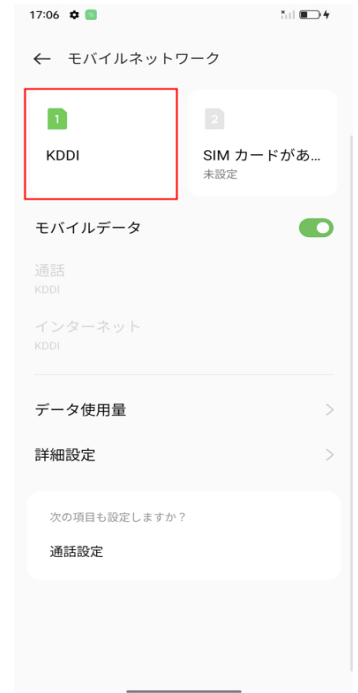 17:06
← モバイルネットワーク
1
2
KDDI
SIM カードがあ...
未設定
モバイルデータ
通話
KDDI
インターネット
KDDI
データ使用量
詳細設定
次の項目も設定しますか？
通話設定